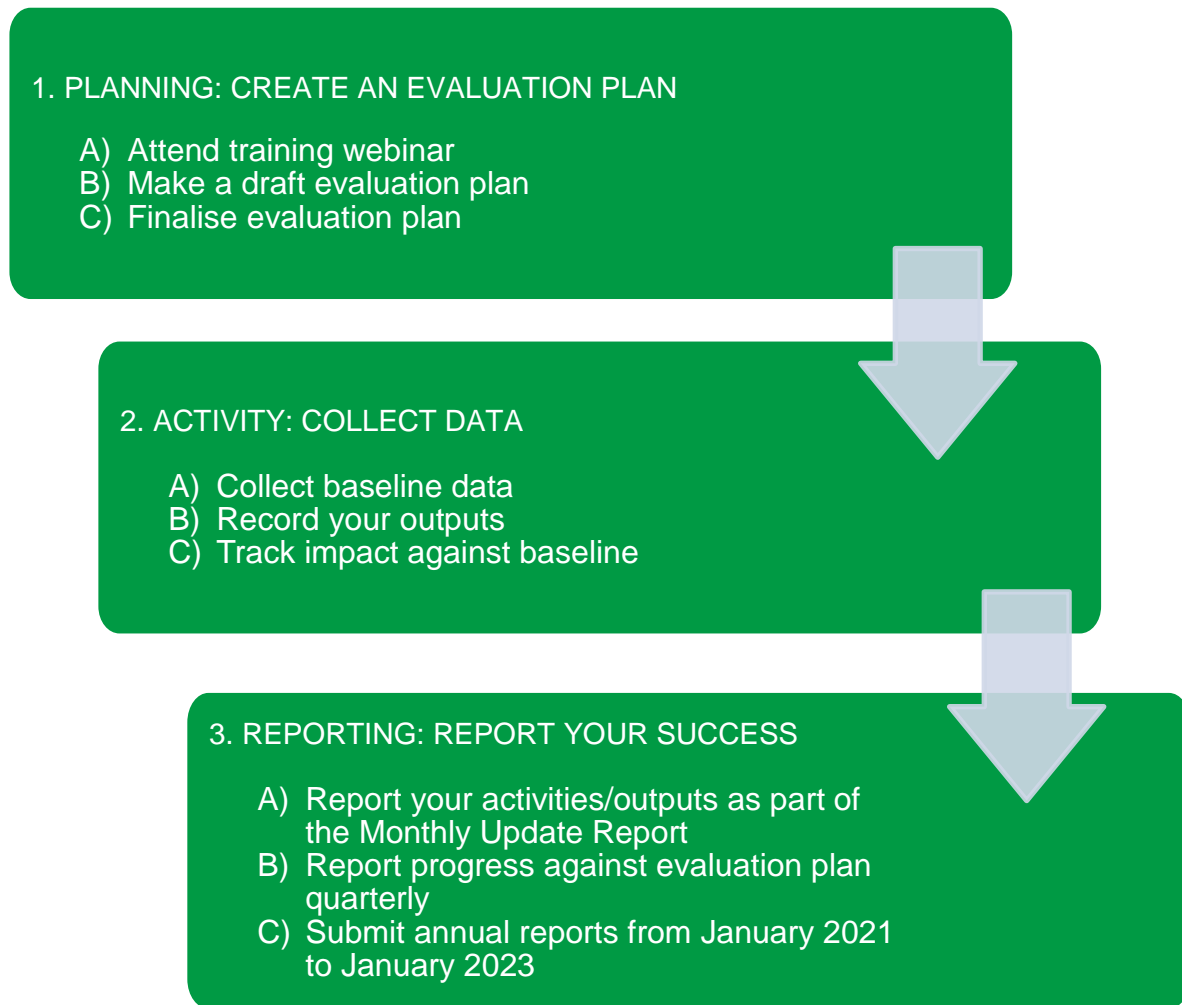 1. PLANNING: CREATE AN EVALUATION PLAN
A) Attend training webinar
B) Make a draft evaluation plan
C) Finalise evaluation plan
2. ACTIVITY: COLLECT DATA
A) Collect baseline data
B) Record your outputs
C) Track impact against baseline
3. REPORTING: REPORT YOUR SUCCESS
A) Report your activities/outputs as part of
the Monthly Update Report
B) Report progress against evaluation plan
quarterly
C) Submit annual reports from January 2021
to January 2023